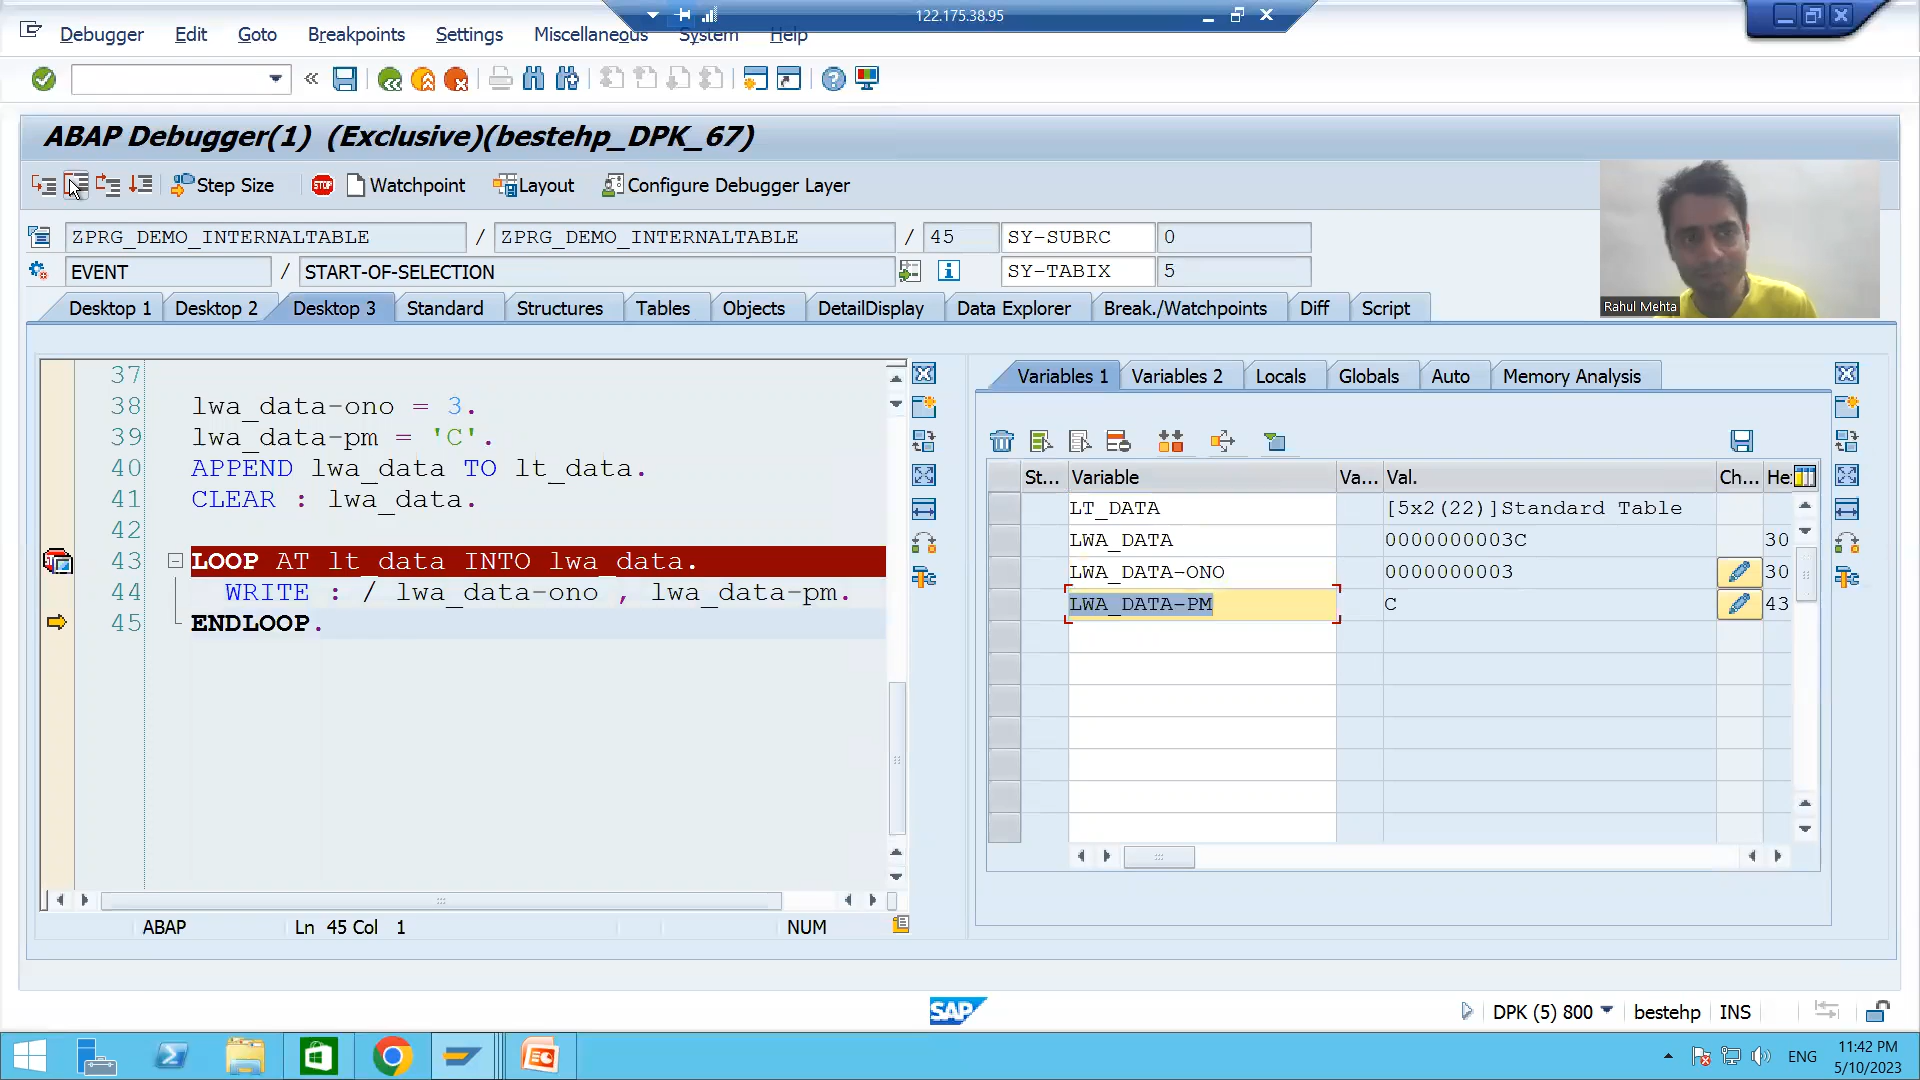 122.175.38.95
Debugger Edit Goto Breakpoints Settings Miscellaneous System Help
ABAP Debugger(1) (Exclusive)(bestehp_DPK_67)
Step Size STOP Watchpoint Layout Configure Debugger Layer
ZPRG_DEMO_INTERNALTABLE / ZPRG_DEMO_INTERNALTABLE / 45 SY-SUBRC 0
EVENT / START-OF-SELECTION SY-TABIX 5
Rahul Mehta
Desktop 1 Desktop 2 Desktop 3 Standard Structures Tables Objects DetailDisplay Data Explorer Break./Watchpoints Diff Script
Variables 1 Variables 2 Locals Globals Auto Memory Analysis
37
38 lwa_data-ono = 3.
39 lwa_data-pm = 'C'.
40 APPEND lwa_data TO lt_data.
41 CLEAR : lwa_data.
42
43 LOOP AT lt_data INTO lwa_data.
44 WRITE : / lwa_data-ono , lwa_data-pm.
45 ENDLOOP.
St... Variable Va... Val. Ch... He
LT_DATA [5x2(22)]Standard Table
LWA_DATA 0000000003C 30
LWA_DATA-ONO 0000000003 30
LWA_DATA-PM C 43
ABAP Ln 45 Col 1 NUM
SAP
DPK (5) 800 bestehp INS
ENG
11:42 PM
5/10/2023